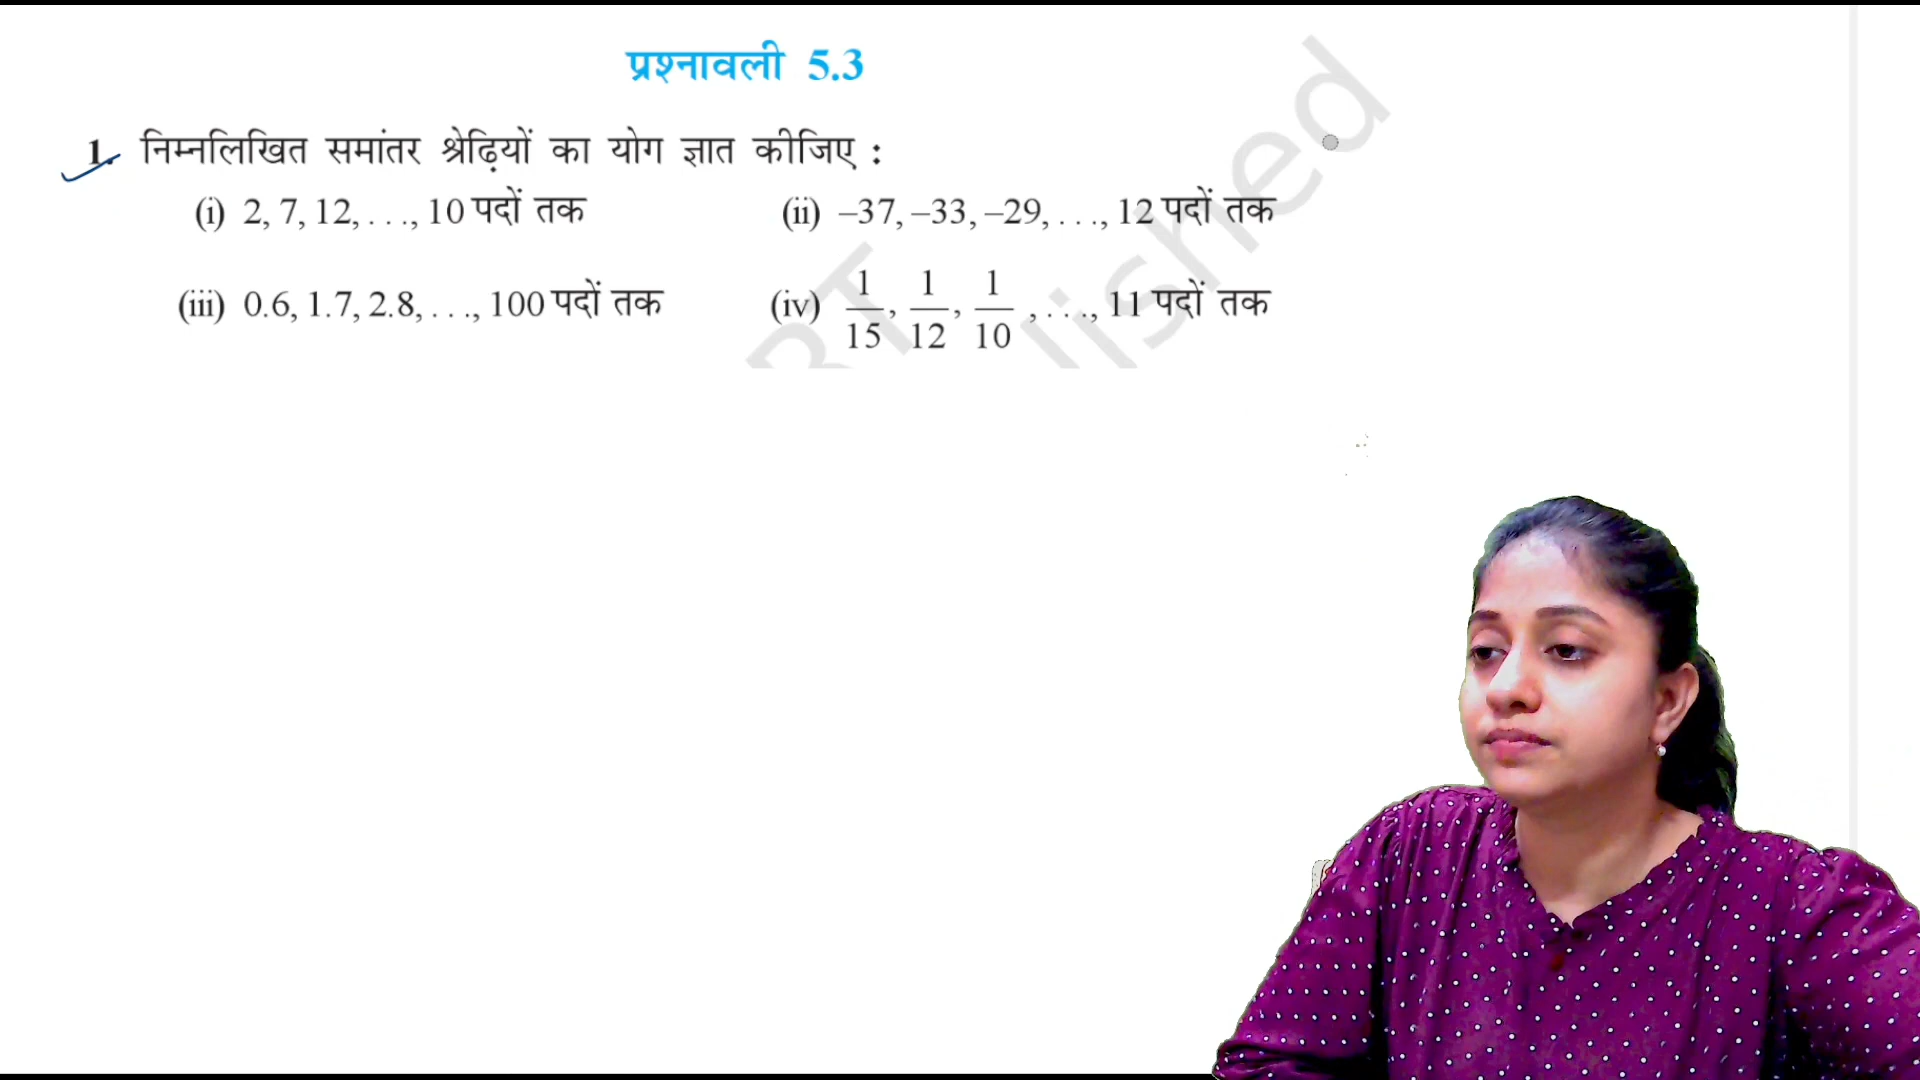 प्रश्नावली 5.3
1. निम्नलिखित समांतर श्रेढ़ियों का योग ज्ञात कीजिए :
(i) 2, 7, 12, . . ., 10 पदों तक (ii) –37, –33, –29, . . ., 12 पदों तक
(iii) 0.6, 1.7, 2.8, . . ., 100 पदों तक (iv) 1/15, 1/12, 1/10, . . ., 11 पदों तक